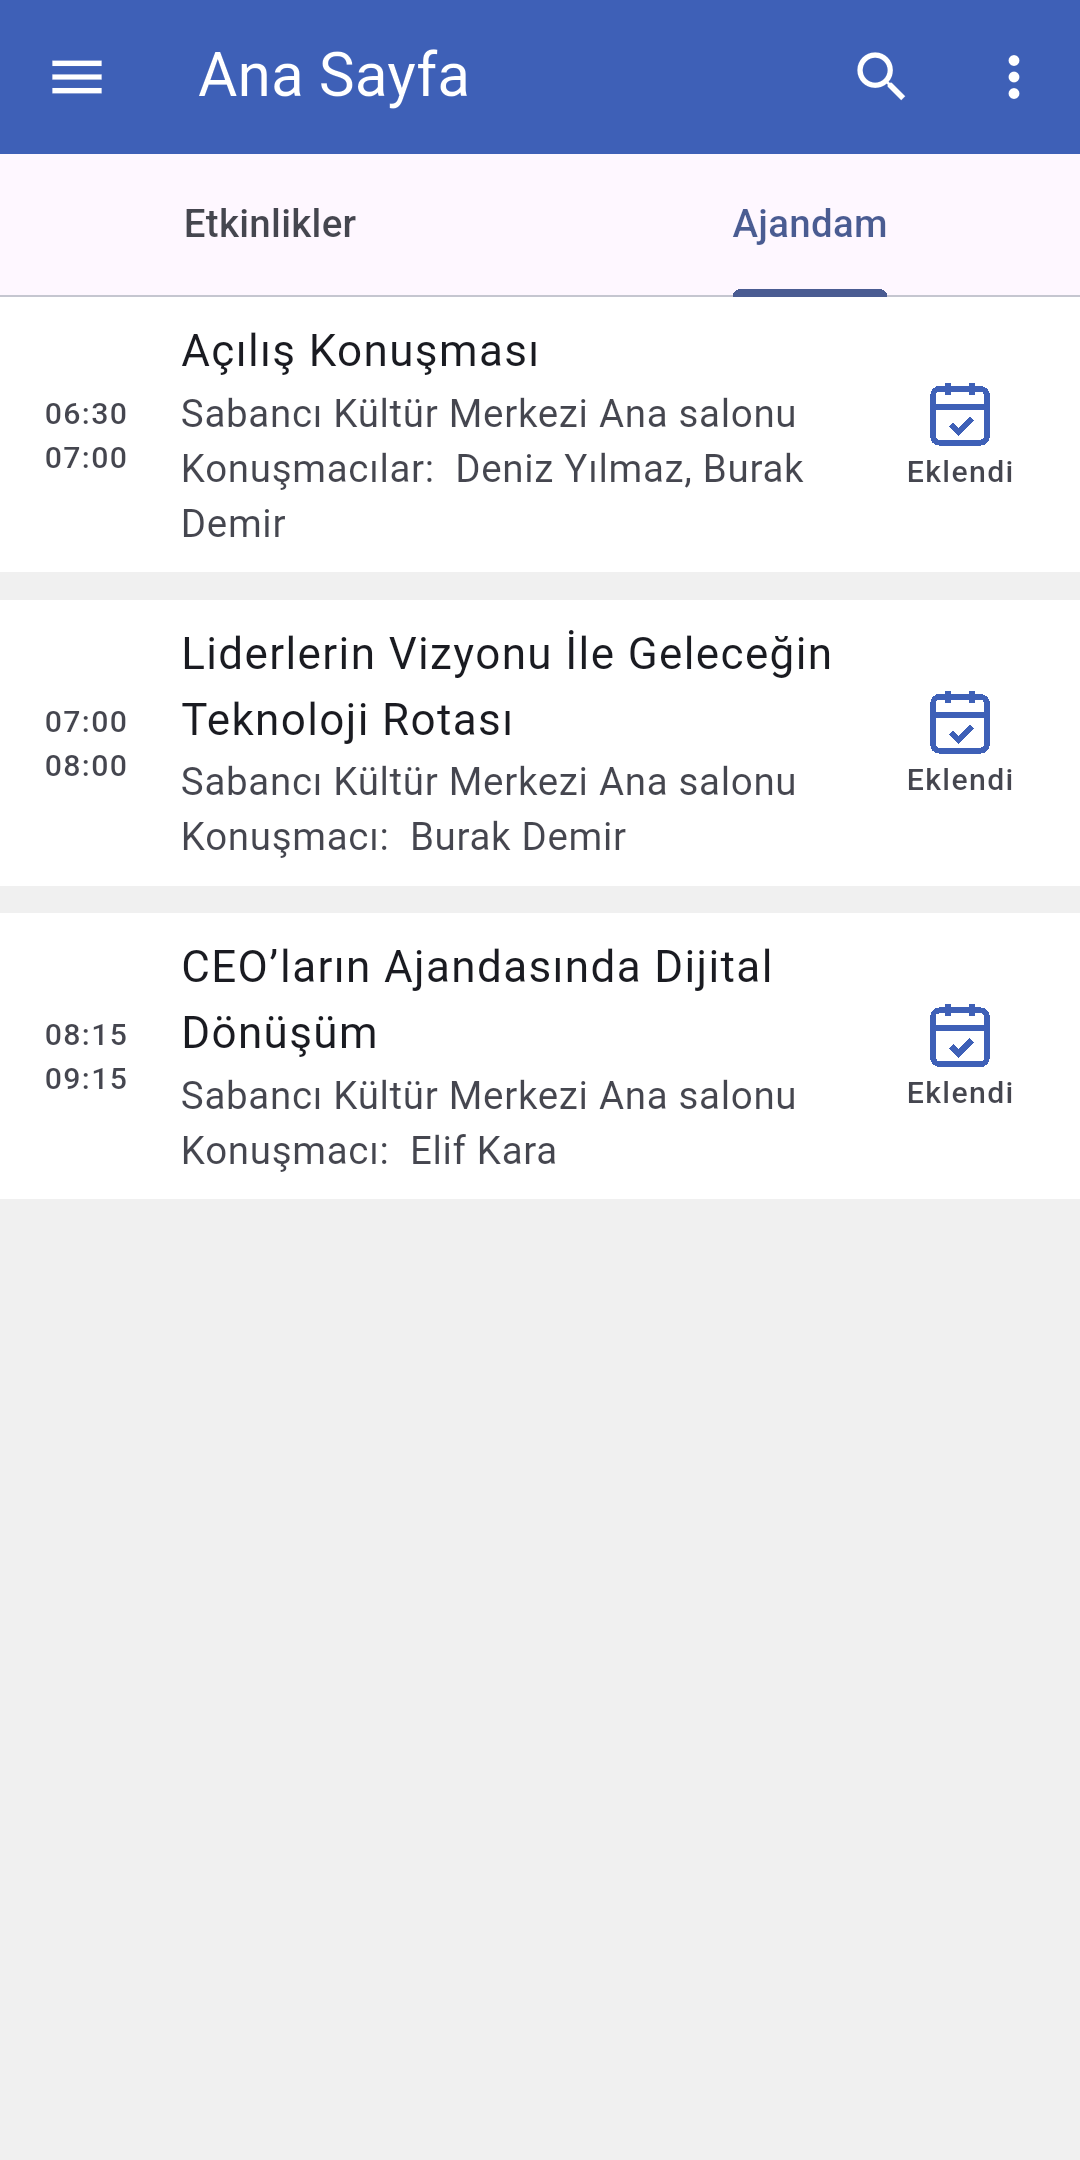 Ana Sayfa
Etkinlikler
Ajandam
Açılış Konuşması
06:30
07:00
Sabancı Kültür Merkezi Ana salonu
Konuşmacılar:  Deniz Yılmaz, Burak
Demir
Eklendi
Liderlerin Vizyonu İle Geleceğin
Teknoloji Rotası
07:00
08:00
Sabancı Kültür Merkezi Ana salonu
Konuşmacı:  Burak Demir
Eklendi
CEO’ların Ajandasında Dijital
Dönüşüm
08:15
09:15
Sabancı Kültür Merkezi Ana salonu
Konuşmacı:  Elif Kara
Eklendi